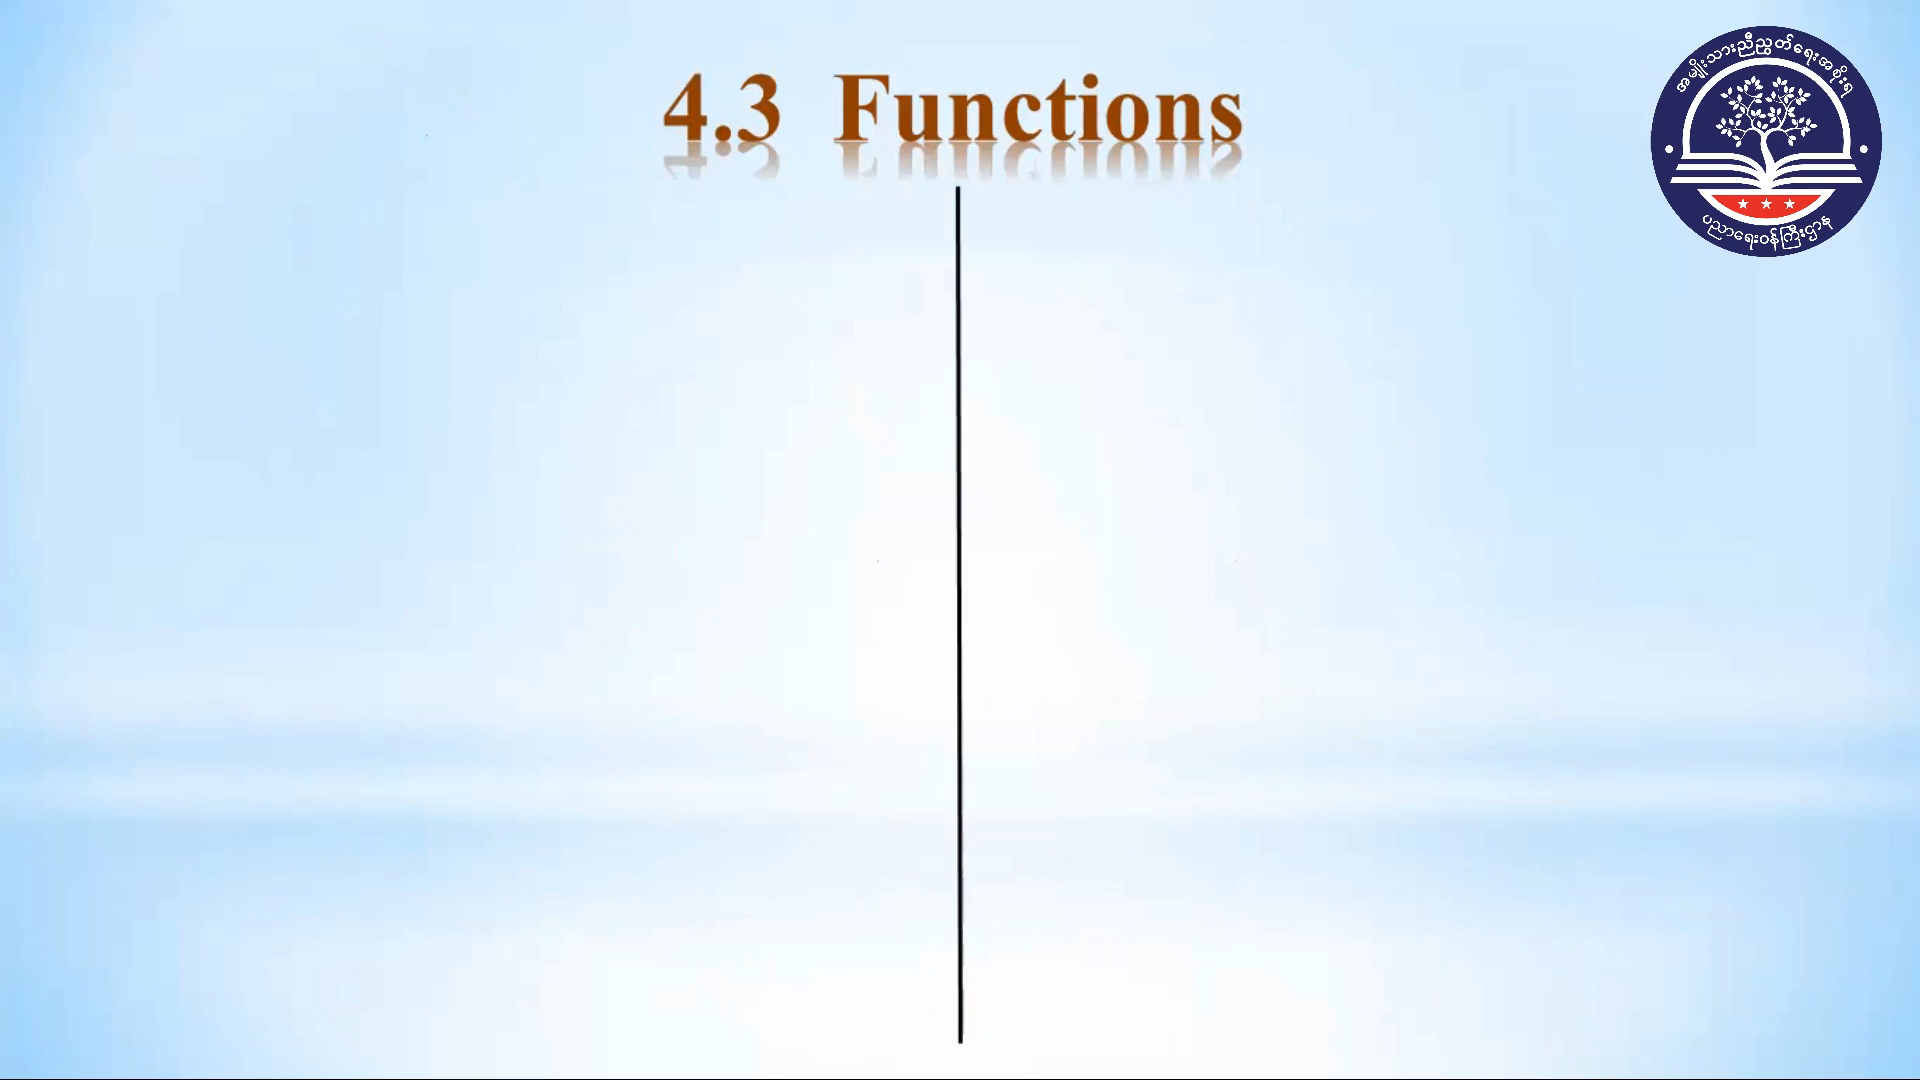 4.3 Functions
အမျိုးသားညီညွတ်ရေးအစိုးရ
ပညာရေးဝန်ကြီးဌာန